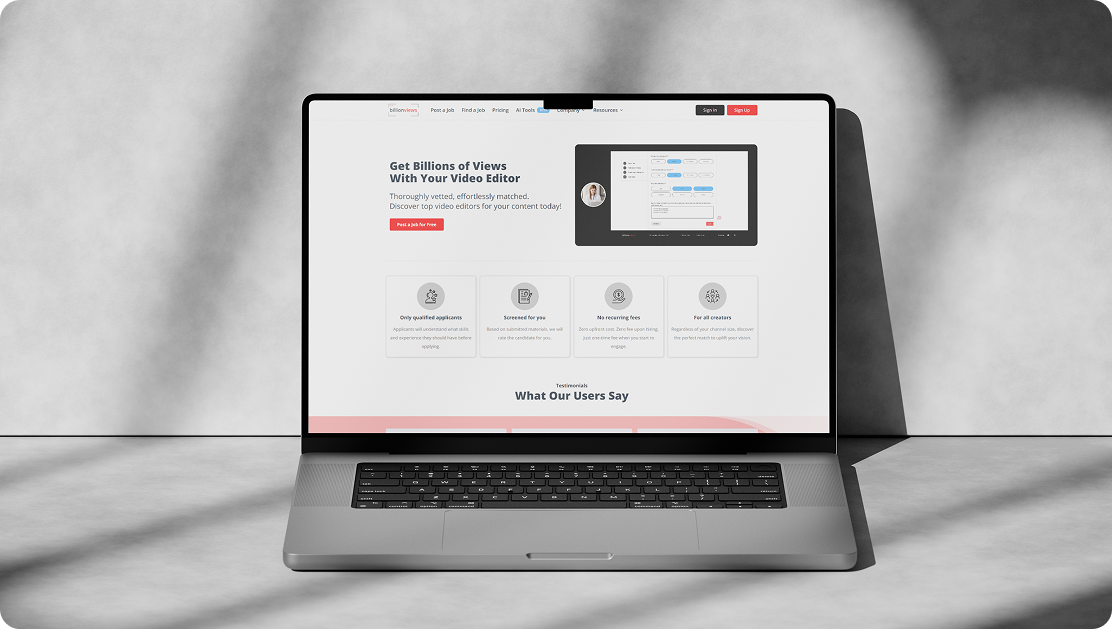 billionviews
Post a Job Find a Job Pricing AI Tools Company Resources
Sign In Sign Up
Get Billions of Views
With Your Video Editor
Thoroughly vetted, effortlessly matched.
Discover top video editors for your content today!
Post a Job for Free
Only qualified applicants
Applicants will understand what skills
and experience they should have before
applying.
Screened for you
Based on submitted materials, we will
rate the candidate for you.
No recurring fees
Zero upfront cost. Zero fee upon hiring,
just one-time fee when you start to
engage
For all creators
Regardless of your channel size, discover
the perfect match to uplift your vision.
Testimonials
What Our Users Say